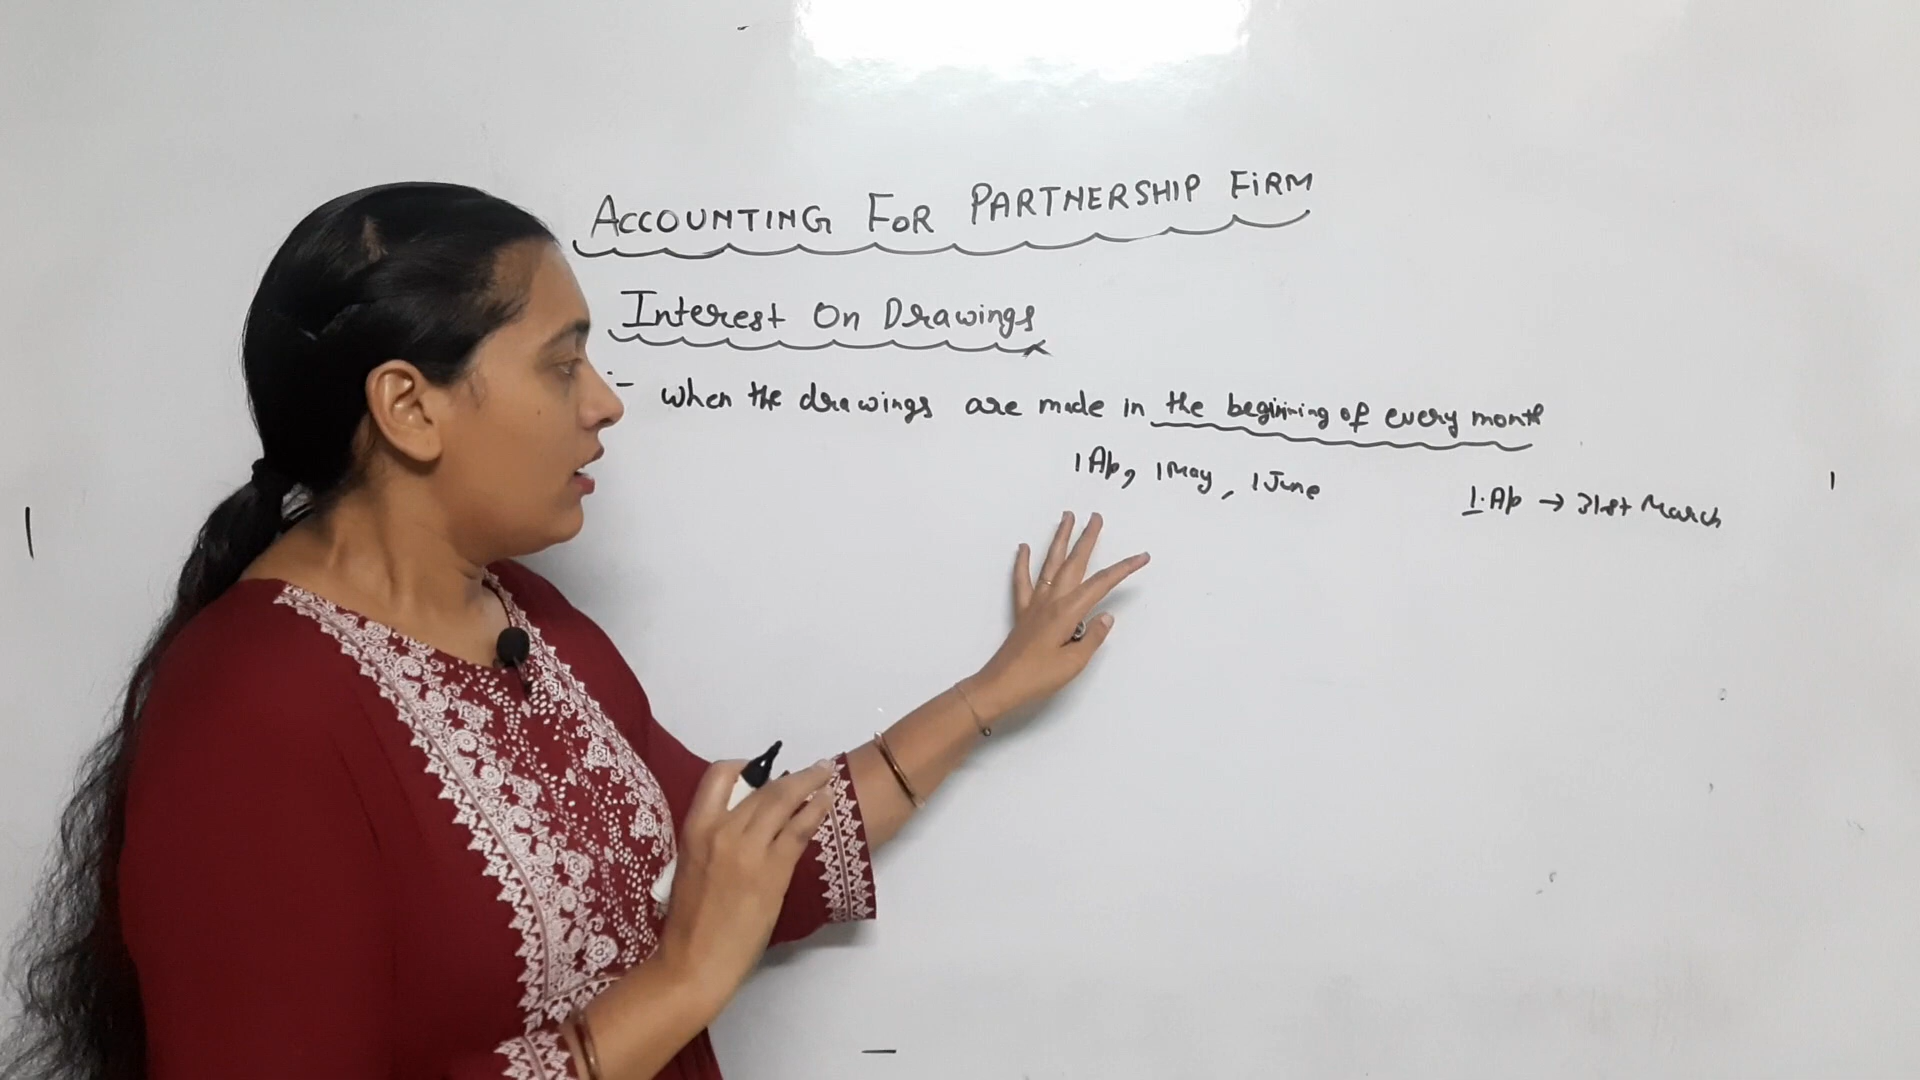 ACCOUNTING FOR PARTNERSHIP FIRM
Interest On Drawings
:- when the drawings are made in the beginining of every month
1 Ap, 1 May, 1 June
1. Ap → 31st March